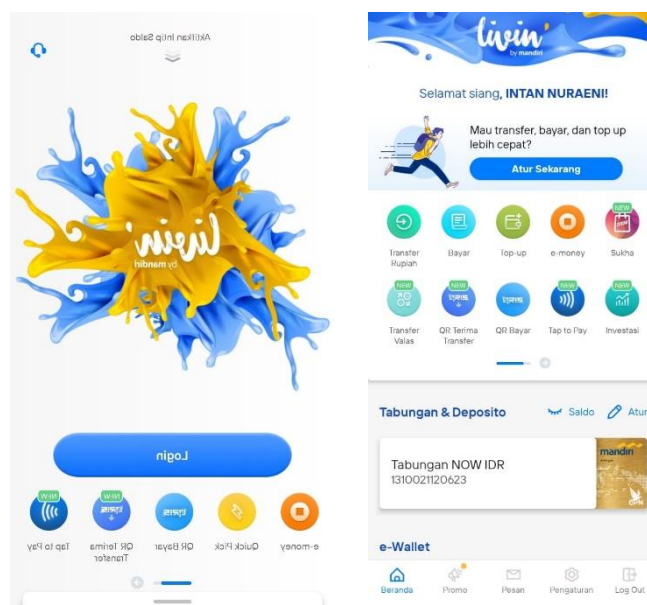 Aktifkan Intip Saldo
livin'
by mandiri
Login
NEW
NEW
e-money
Quick Pick
QR Bayar
QR Terima
Transfer
Tap to Pay
livin'
by mandiri
Selamat siang, INTAN NURAENI!
Mau transfer, bayar, dan top up
lebih cepat?
Atur Sekarang
NEW
Transfer
Rupiah
Bayar
Top-up
e-money
Sukha
NEW
NEW
NEW
NEW
Transfer
Valas
QR Terima
Transfer
QR Bayar
Tap to Pay
Investasi
Tabungan & Deposito
Saldo
Atur
Tabungan NOW IDR
1310021120623
mandiri
e-Wallet
Beranda
Promo
Pesan
Pengaturan
Log Out